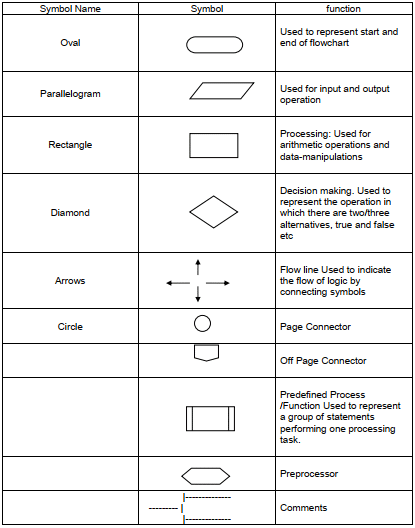 Symbol Name Symbol function
Oval
Used to represent start and
end of flowchart
Parallelogram
Used for input and output
operation
Rectangle
Processing: Used for
arithmetic operations and
data-manipulations
Diamond
Decision making. Used to
represent the operation in
which there are two/three
alternatives, true and false
etc
Arrows
Flow line Used to indicate
the flow of logic by
connecting symbols
Circle
Page Connector
Off Page Connector
Predefined Process
/Function Used to represent
a group of statements
performing one processing
task.
Preprocessor
Comments